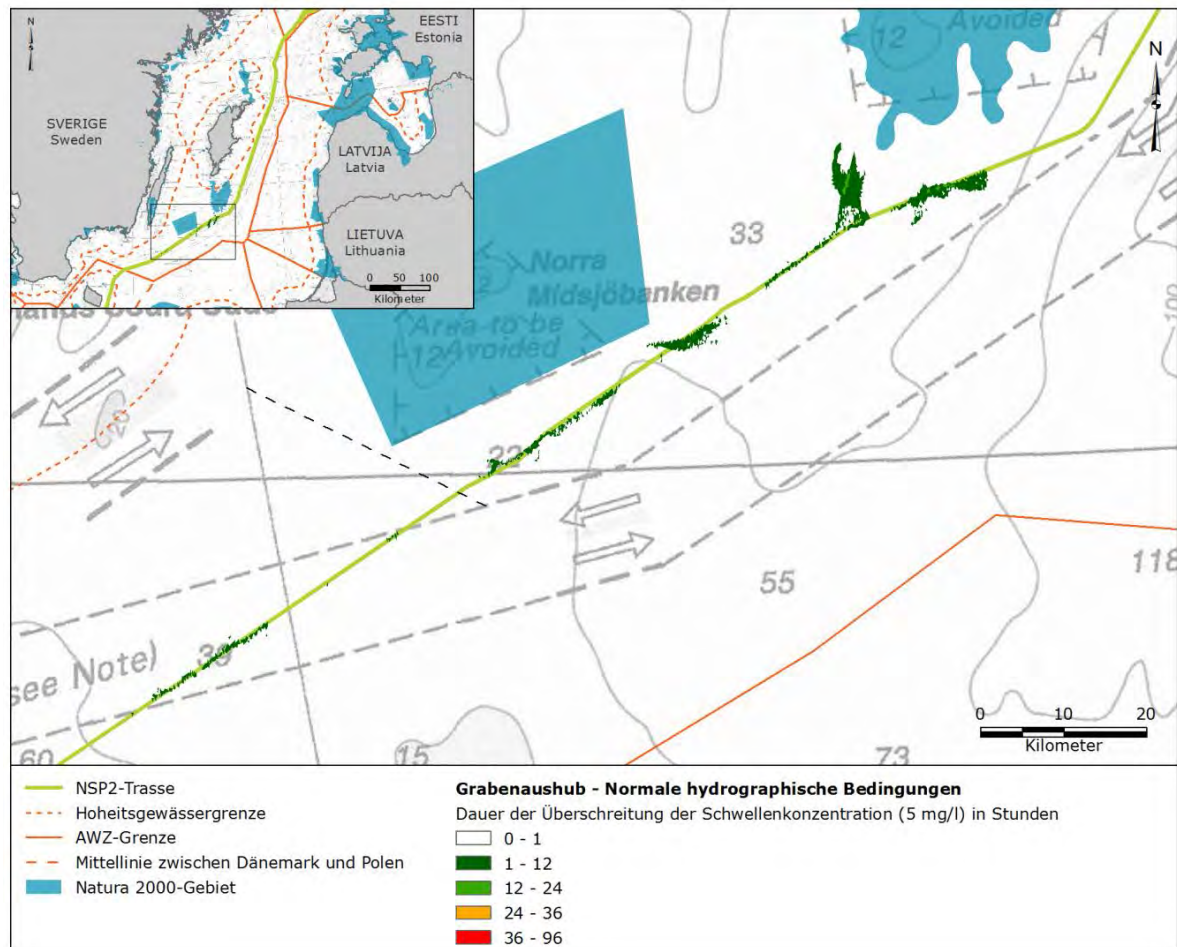 N
EESTI
Estonia
SVERIGE
Sweden
LATVIJA
Latvia
LIETUVA
Lithuania
0 50 100
Kilometer
12
Avoided
N
33
Norra
Midsjöbanken
Area to be
12 Avoided
20
22
100
55
118
39
see Note)
60
15
73
0 10 20
Kilometer
NSP2-Trasse
Hoheitsgewässergrenze
AWZ-Grenze
Mittellinie zwischen Dänemark und Polen
Natura 2000-Gebiet
Grabenaushub - Normale hydrographische Bedingungen
Dauer der Überschreitung der Schwellenkonzentration (5 mg/l) in Stunden
0 - 1
1 - 12
12 - 24
24 - 36
36 - 96